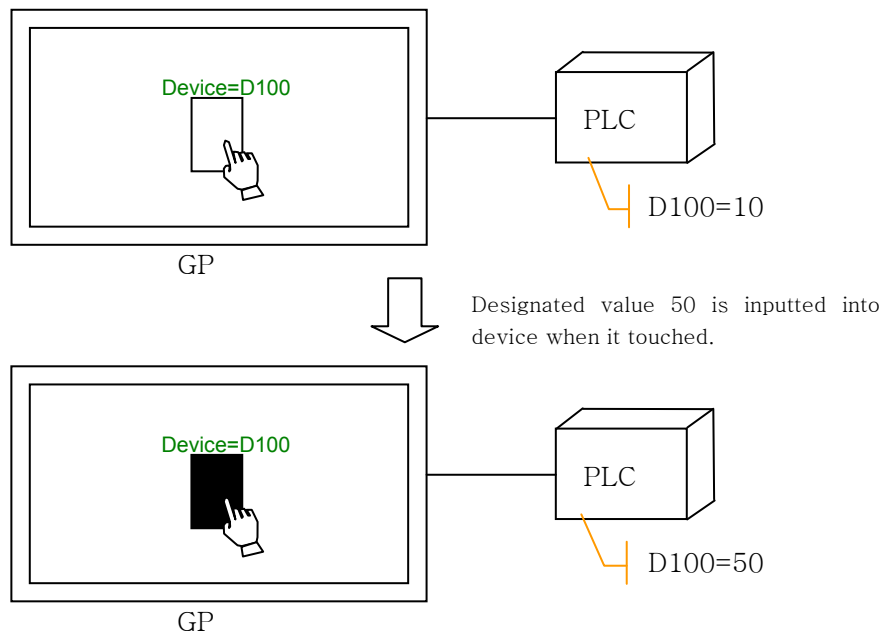 Device=D100
PLC
D100=10
GP
Designated value 50 is inputted into
device when it touched.
Device=D100
PLC
D100=50
GP